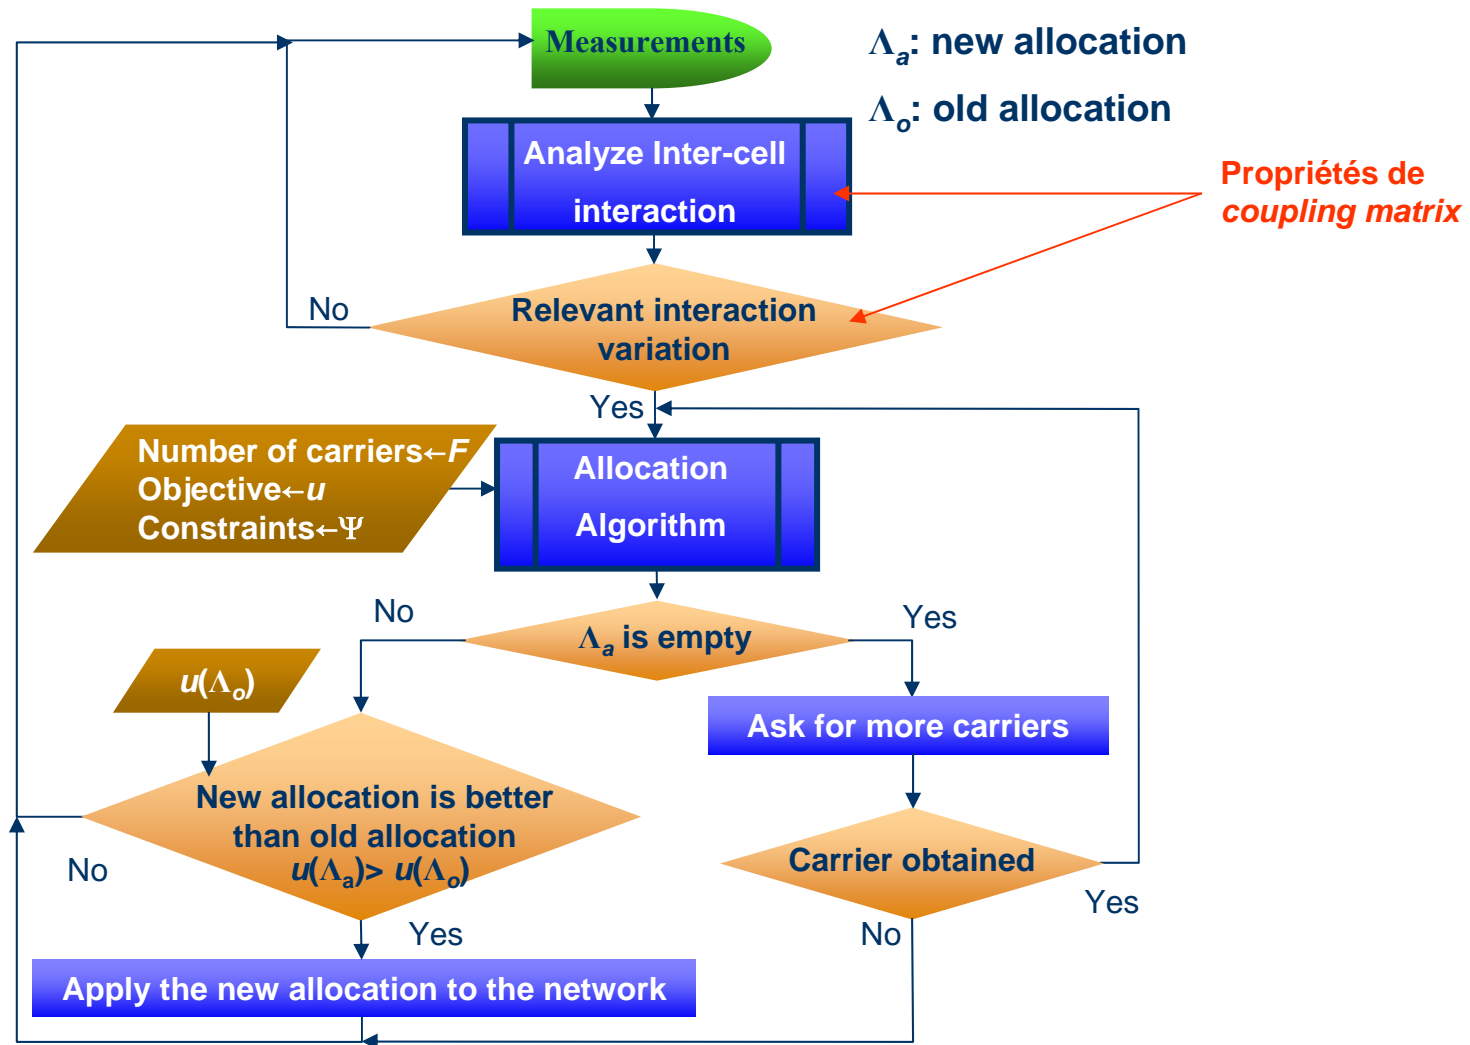 Measurements
Λa: new allocation
Λo: old allocation
Analyze Inter-cell
interaction
Propriétés de
coupling matrix
No
Relevant interaction
variation
Yes
Number of carriers←F
Objective←u
Constraints←Ψ
Allocation
Algorithm
No
Yes
Λa is empty
u(Λo)
Ask for more carriers
New allocation is better
than old allocation
u(Λa)> u(Λo)
No
Carrier obtained
Yes
Yes
No
Apply the new allocation to the network